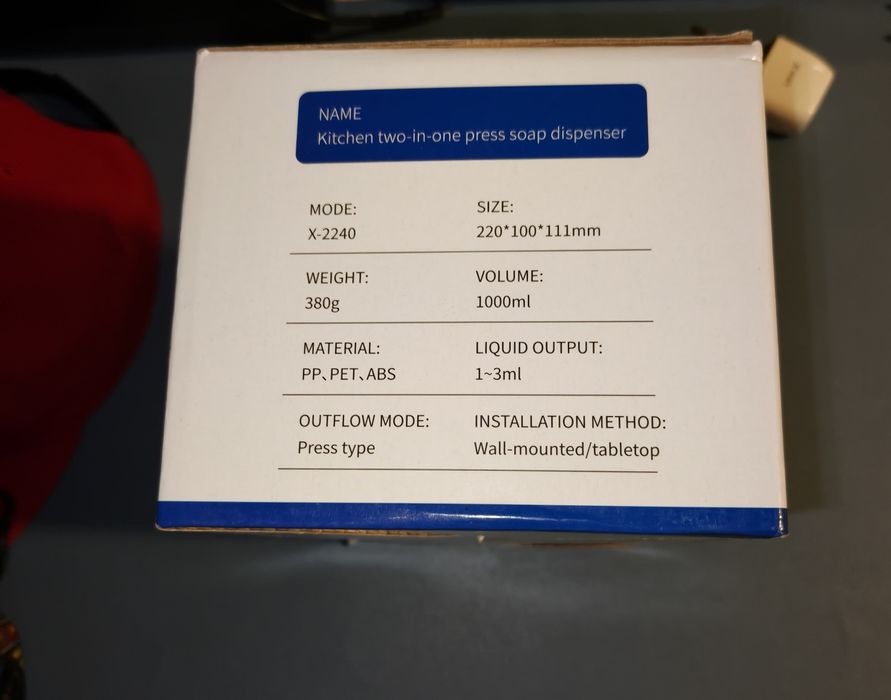 NAME
Kitchen two-in-one press soap dispenser
MODE: SIZE:
X-2240 220*100*111mm
WEIGHT: VOLUME:
380g 1000ml
MATERIAL: LIQUID OUTPUT:
PP、PET、ABS 1~3ml
OUTFLOW MODE: INSTALLATION METHOD:
Press type Wall-mounted/tabletop